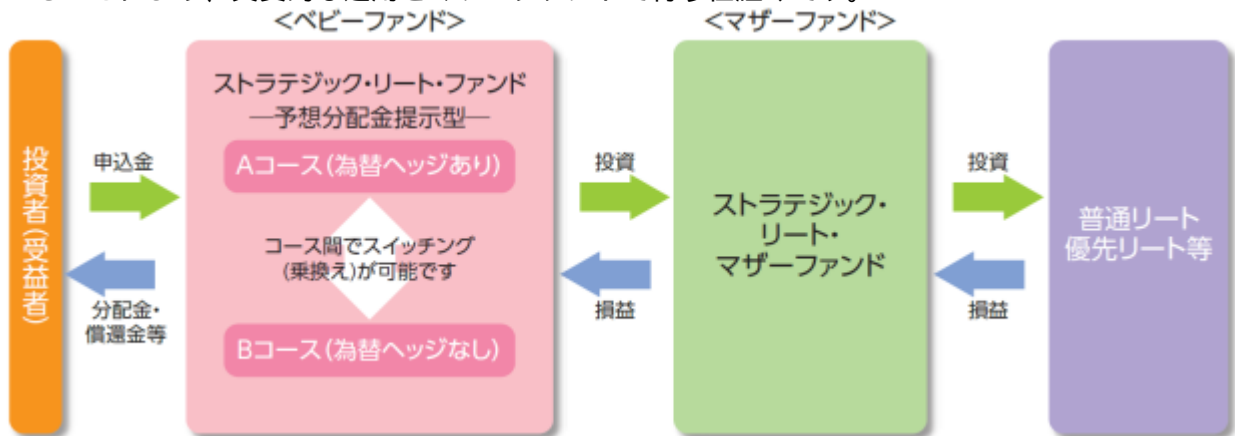 <ベビーファンド>
<マザーファンド>
投資者(受益者)
申込金
分配金・
償還金等
ストラテジック・リート・ファンド
―予想分配金提示型―
Aコース(為替ヘッジあり)
コース間でスイッチング
(乗換え)が可能です
Bコース(為替ヘッジなし)
投資
損益
ストラテジック・
リート・
マザーファンド
投資
損益
普通リート
優先リート等